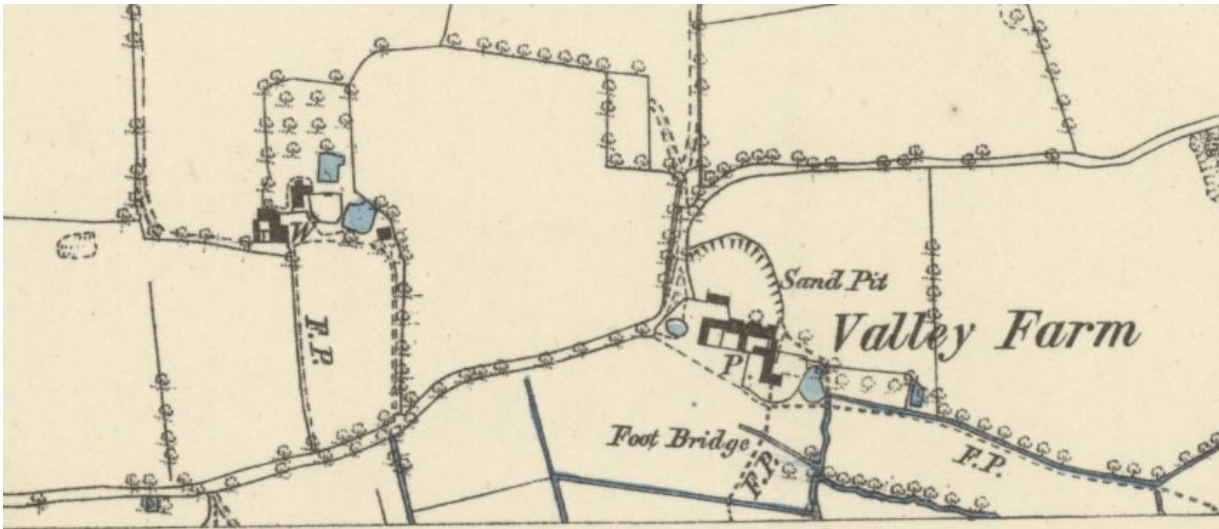 W
F.P.
Sand Pit
Valley Farm
P.
Foot Bridge
F.P.
F.P.